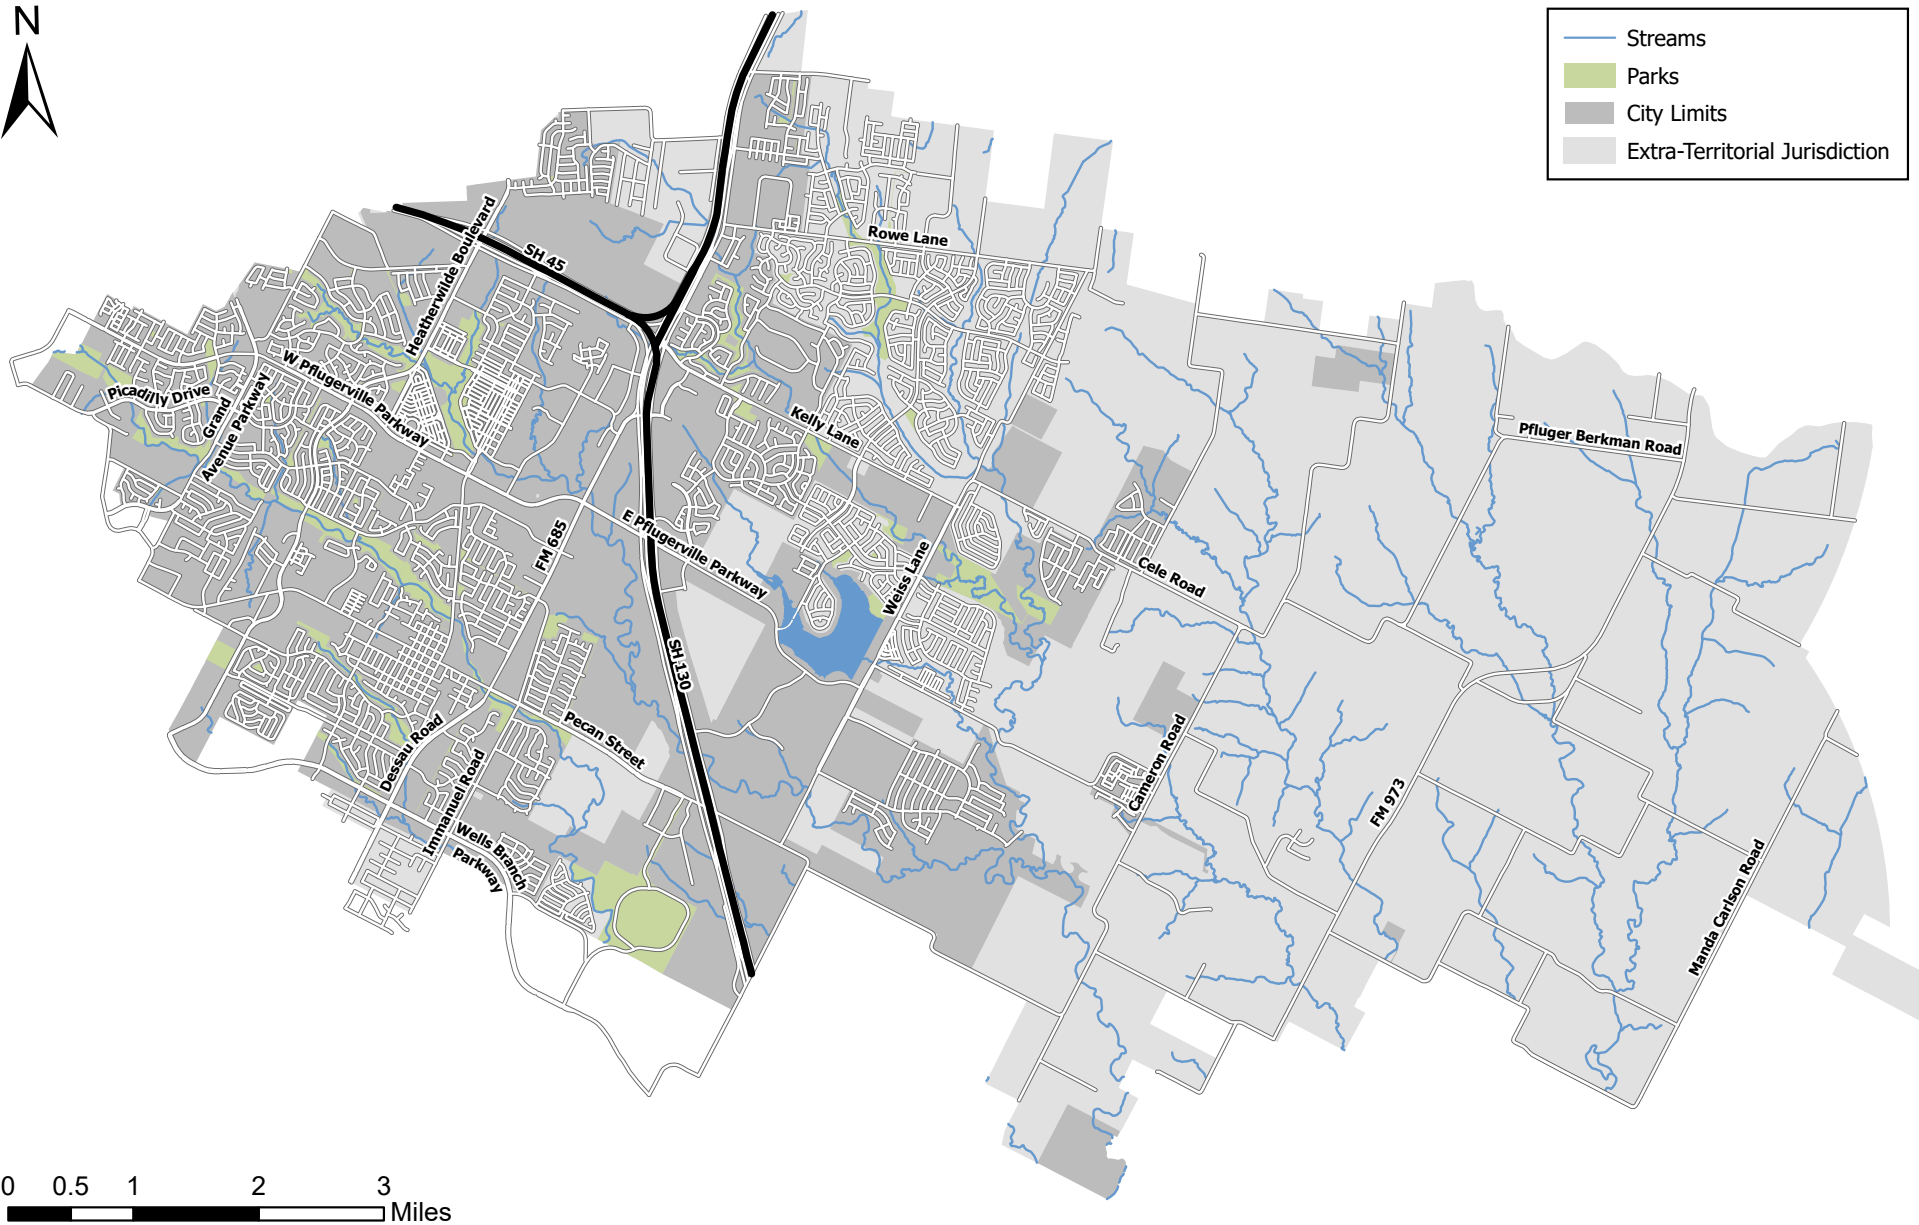 N
Streams
Parks
City Limits
Extra-Territorial Jurisdiction
Rowe Lane
SH 45
Heatherwilde Boulevard
W Pflugerville Parkway
Picadilly Drive
Grand
Avenue Parkway
Kelly Lane
Pfluger Berkman Road
FM 685
E Pflugerville Parkway
Weiss Lane
Cele Road
SH 130
Pecan Street
Dessau Road
Immanuel Road
Cameron Road
FM 973
Wells Branch
Parkway
Manda Carlson Road
0 0.5 1 2 3
Miles